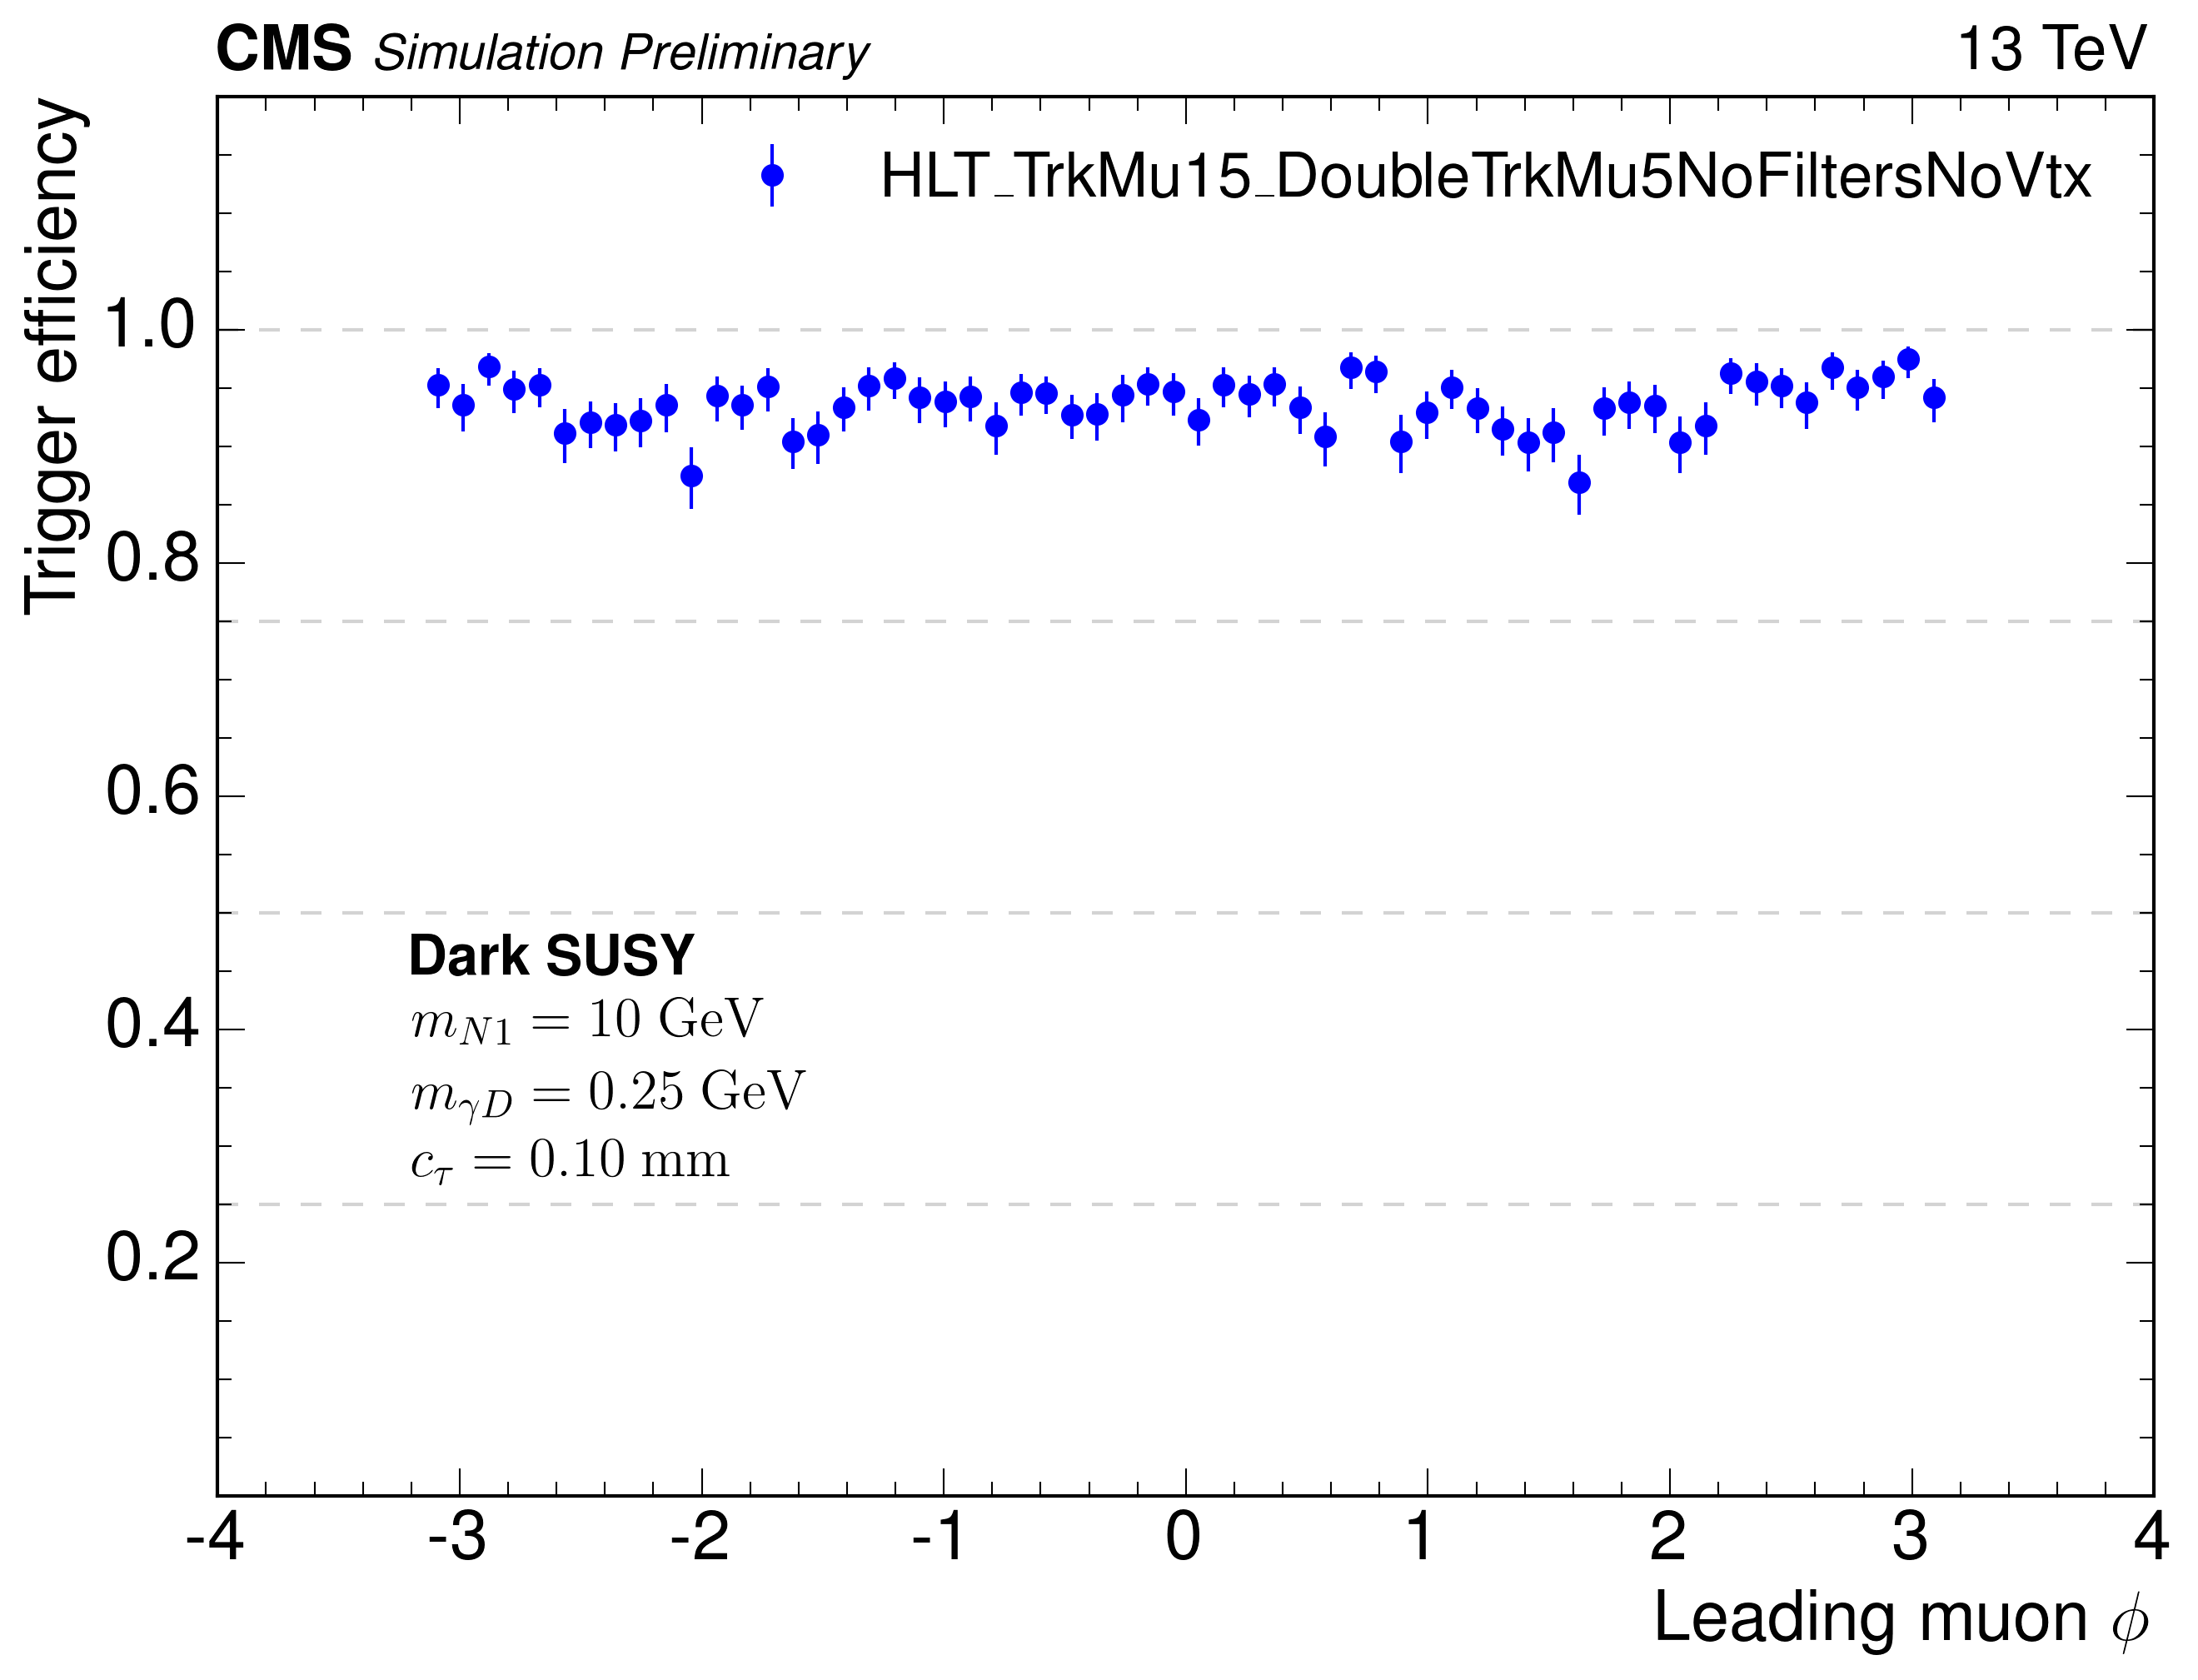 CMS Simulation Preliminary 13 TeV
Trigger efficiency
HLT_TrkMu15_DoubleTrkMu5NoFiltersNoVtx
1.0
0.8
0.6
0.4
0.2
Dark SUSY
m_{N1} = 10 GeV
m_{γD} = 0.25 GeV
c_τ = 0.10 mm
-4 -3 -2 -1 0 1 2 3 4
Leading muon ϕ